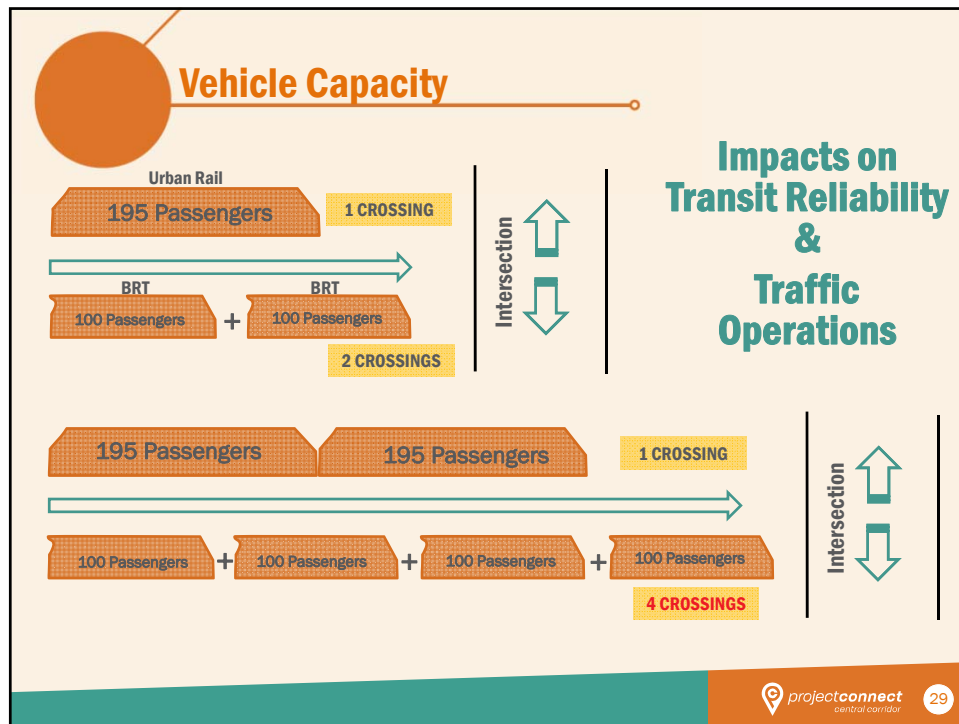 Vehicle Capacity
Urban Rail
195 Passengers
1 CROSSING
BRT
BRT
100 Passengers
+
100 Passengers
2 CROSSINGS
Intersection
Impacts on
Transit Reliability
&
Traffic
Operations
195 Passengers
195 Passengers
1 CROSSING
100 Passengers
+
100 Passengers
+
100 Passengers
+
100 Passengers
4 CROSSINGS
Intersection
projectconnect
central corridor
29